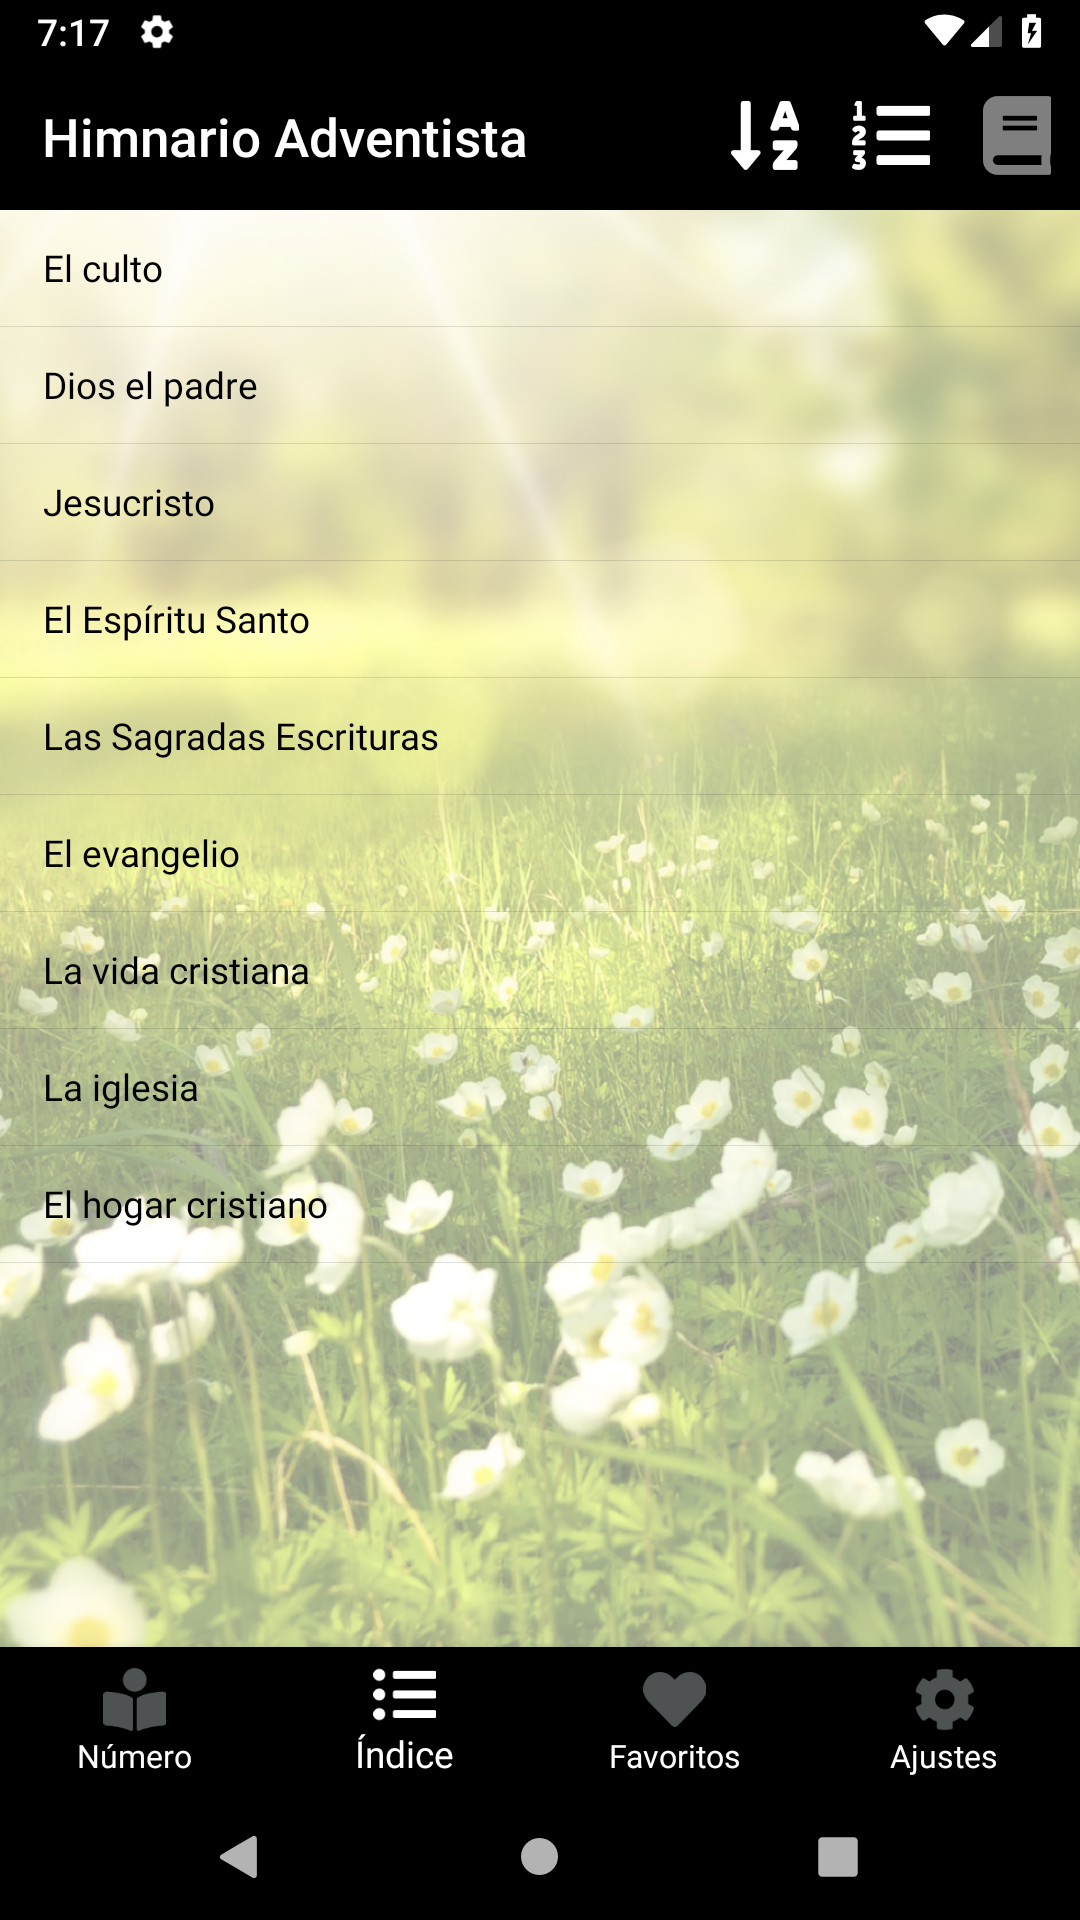 7:17
Himnario Adventista
A
Z
1
2
3
El culto
Dios el padre
Jesucristo
El Espíritu Santo
Las Sagradas Escrituras
El evangelio
La vida cristiana
La iglesia
El hogar cristiano
Número
Índice
Favoritos
Ajustes